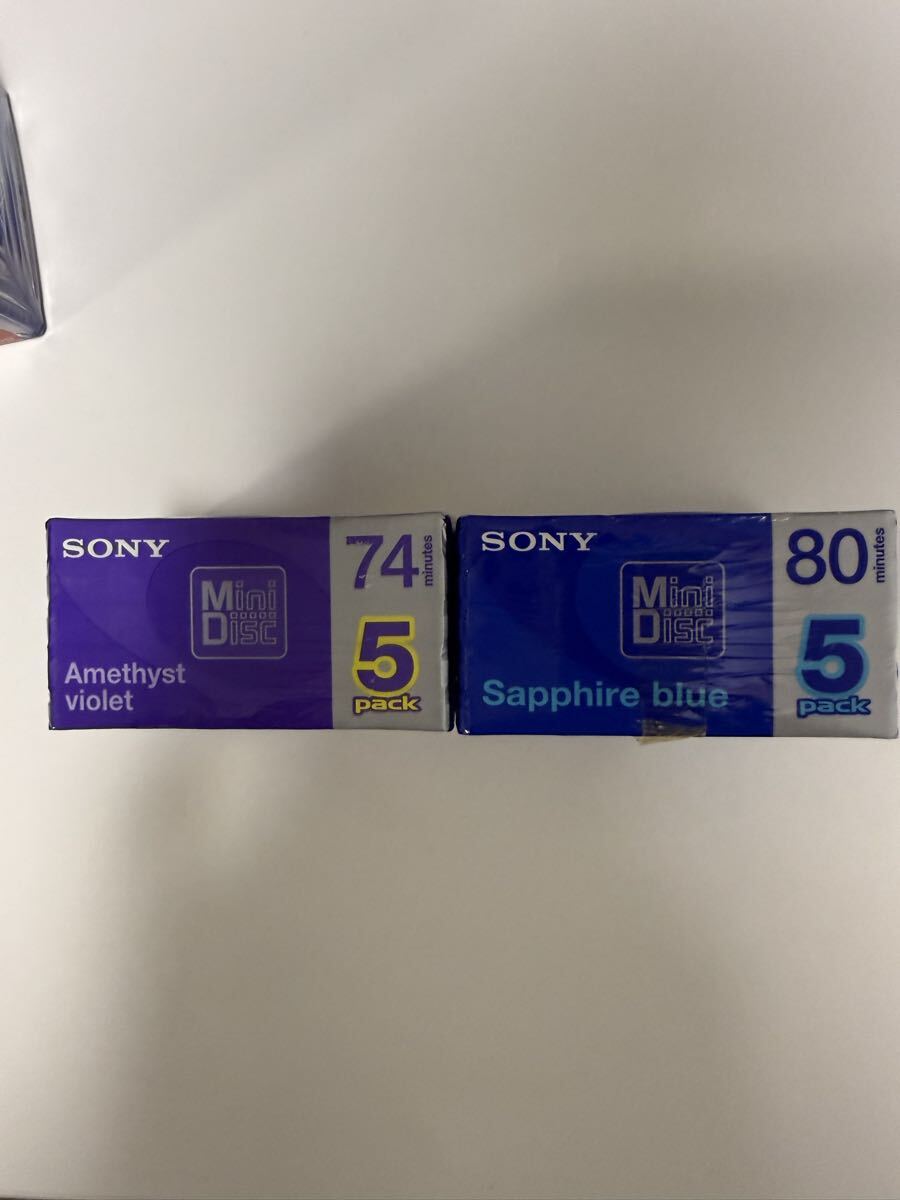 SONY
74
minutes
Mini
Disc
Amethyst
violet
5
pack
SONY
80
minutes
Mini
Disc
Sapphire blue
5
pack